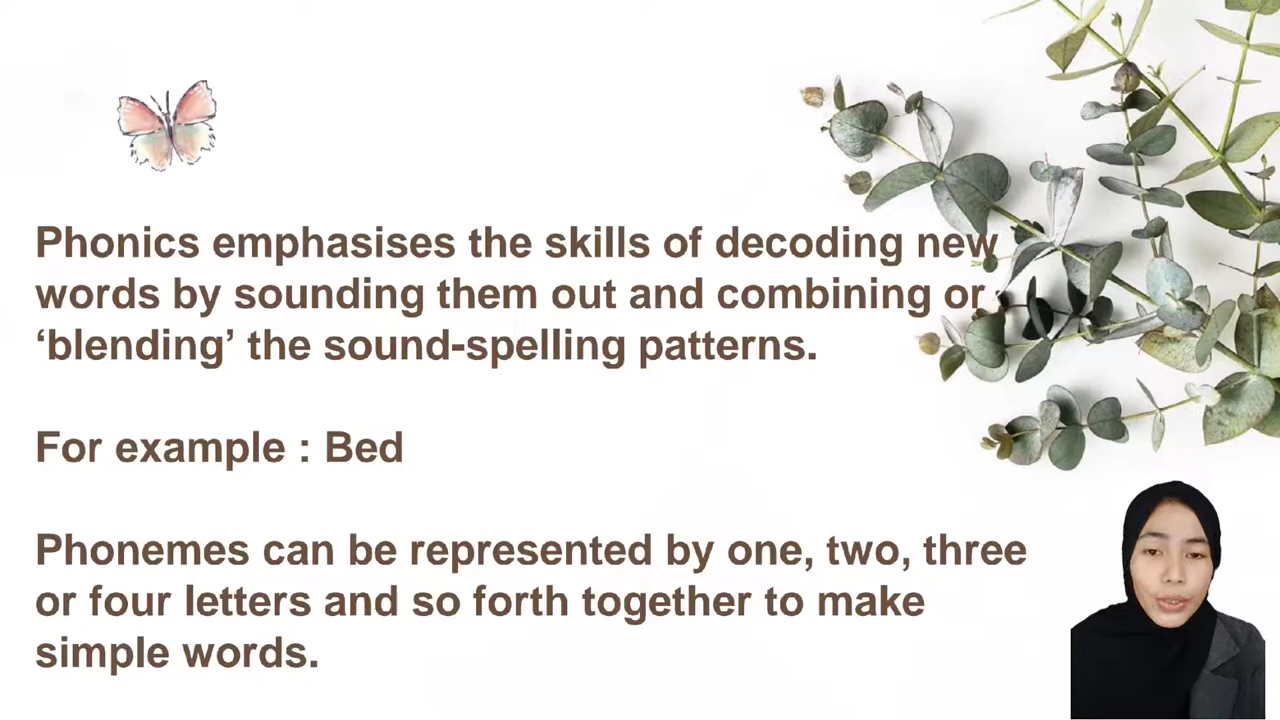 Phonics emphasises the skills of decoding new
words by sounding them out and combining or
‘blending’ the sound-spelling patterns.
For example : Bed
Phonemes can be represented by one, two, three
or four letters and so forth together to make
simple words.